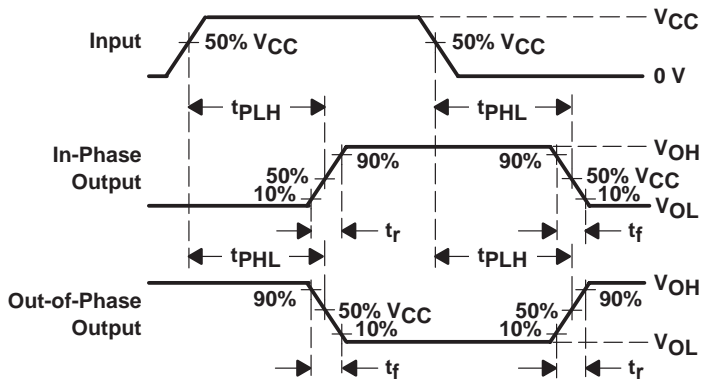 VCC
Input
50% VCC
50% VCC
0 V
tPLH
tPHL
In-Phase
Output
VOH
90%
90%
50%
50% VCC
10%
10%
VOL
tr
tf
tPHL
tPLH
Out-of-Phase
Output
VOH
90%
90%
50% VCC
50%
10%
10%
VOL
tf
tr